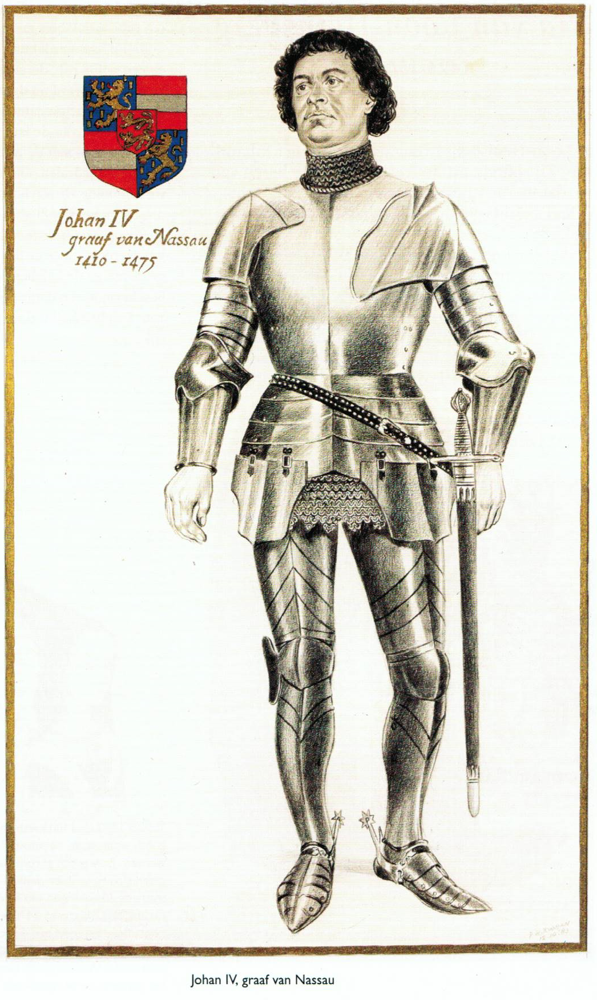 Johan IV
graaf van Nassau
1410 - 1475
Johan IV, graaf van Nassau